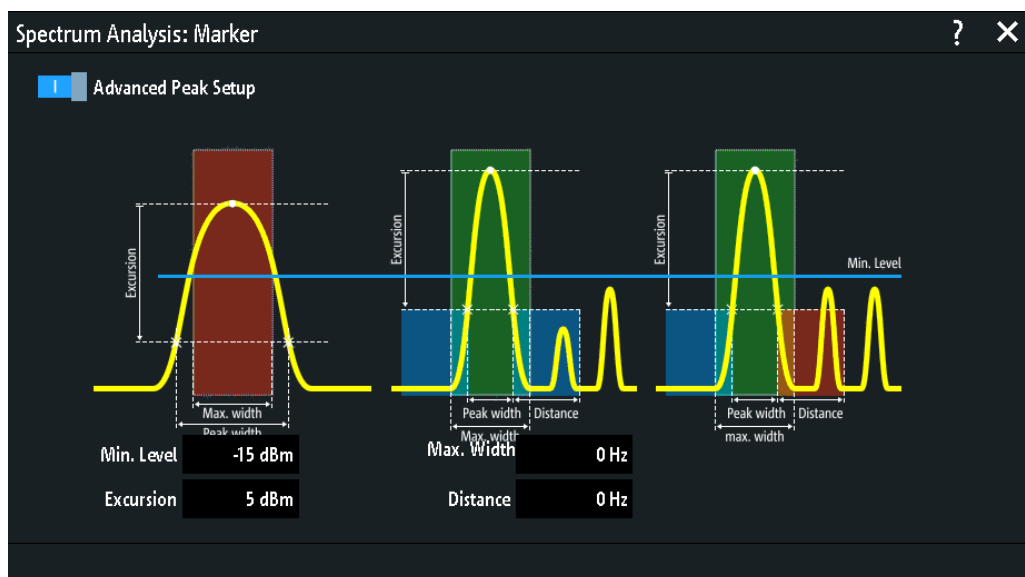 Spectrum Analysis: Marker ? ✕
I Advanced Peak Setup
Excursion
Excursion
Excursion
Min. Level
Max. width
Peak width
Peak width Distance
Max. width
Peak width Distance
max. width
Min. Level -15 dBm
Max. Width 0 Hz
Excursion 5 dBm
Distance 0 Hz